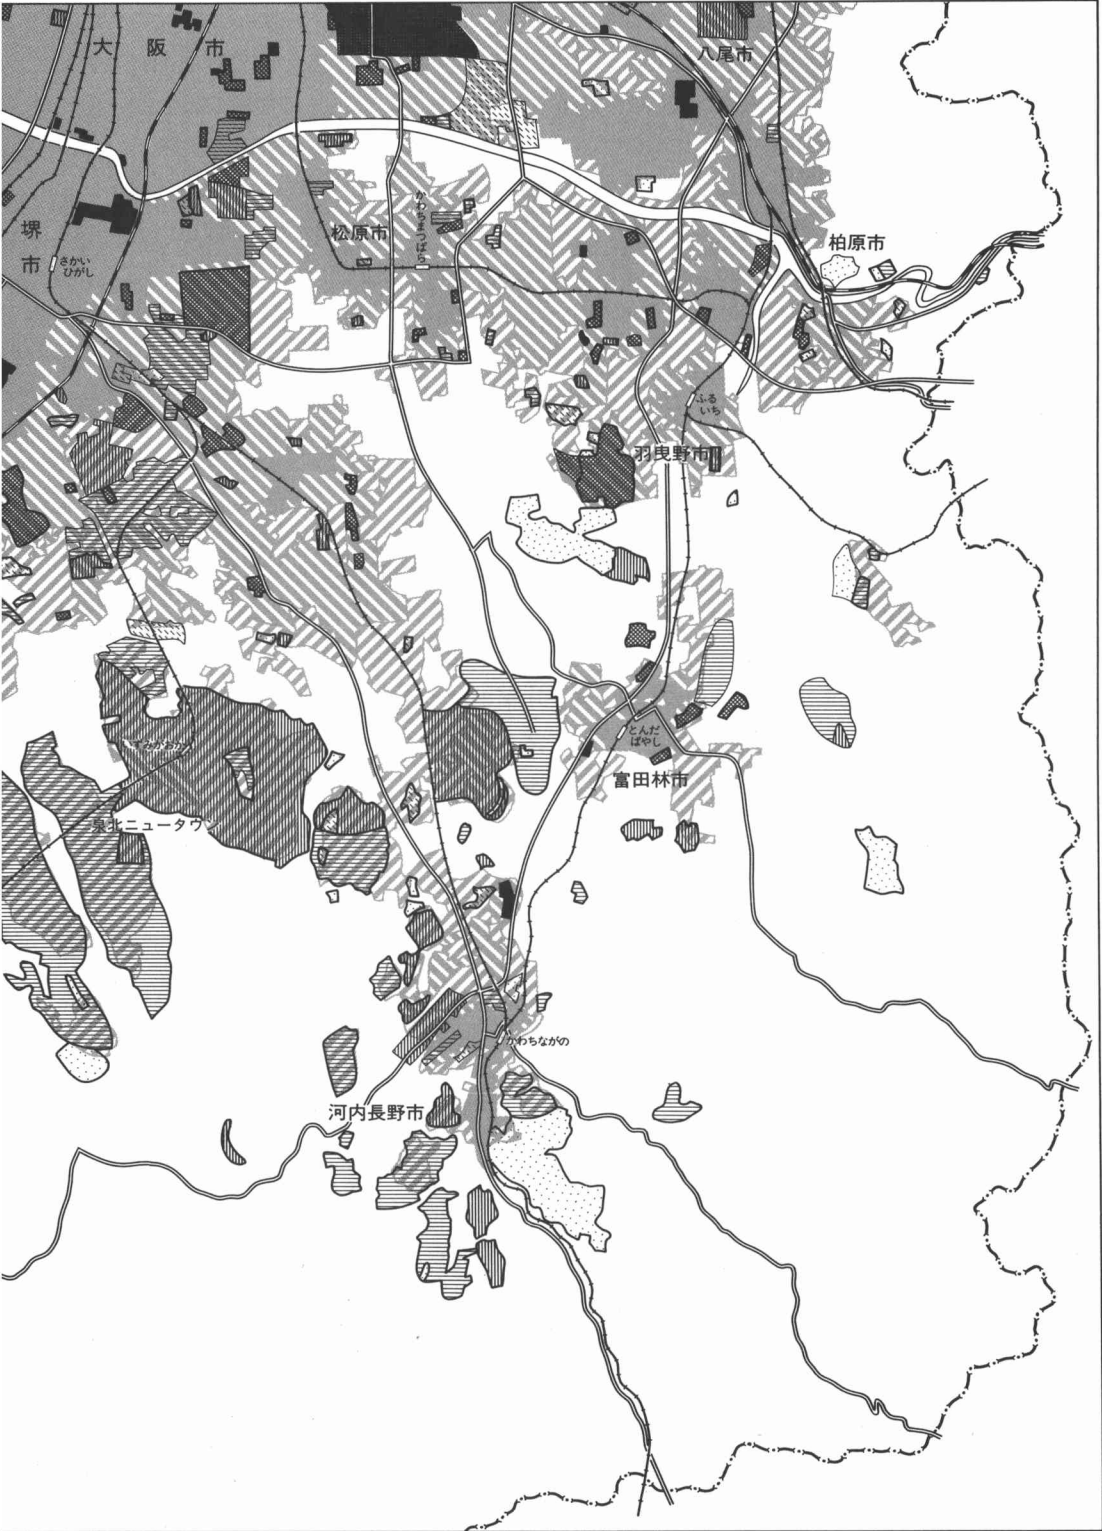 大阪市
八尾市
堺市
さかい
ひがし
松原市
かわちまつばら
柏原市
ふる
いち
羽曳野市
とんだ
ばやし
富田林市
泉北ニュータウン
かわちながの
河内長野市